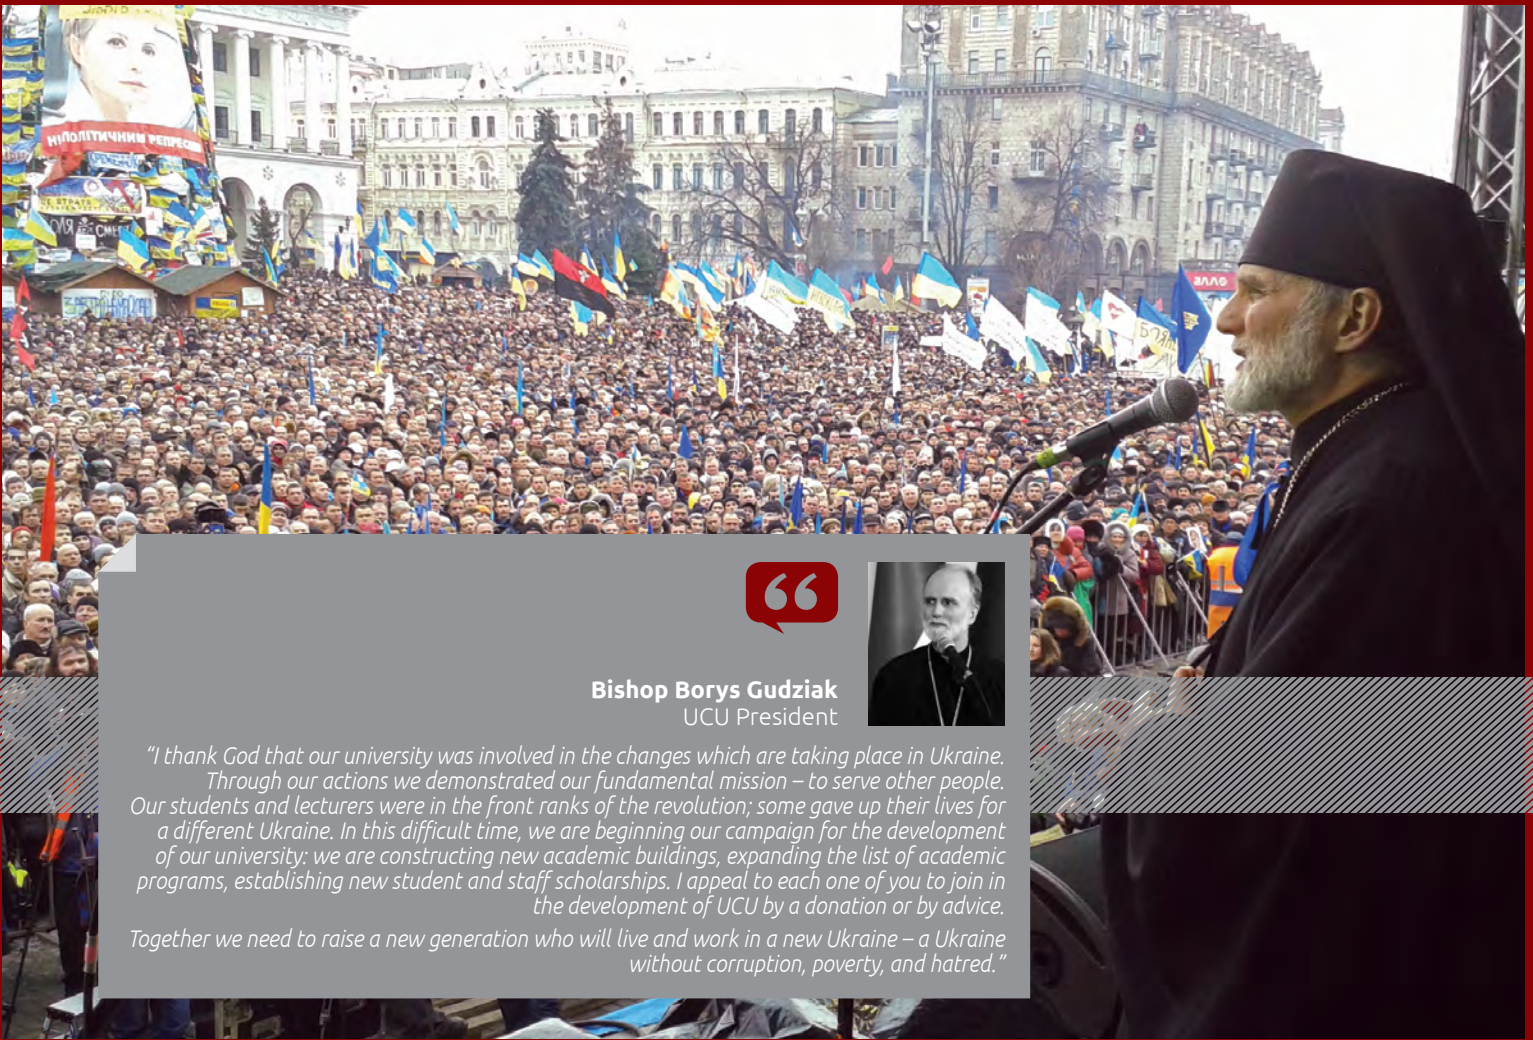 НІ ПОЛІТИЧНИМ РЕПРЕСІЯМ
алло
“
Bishop Borys Gudziak
UCU President
“I thank God that our university was involved in the changes which are taking place in Ukraine.
Through our actions we demonstrated our fundamental mission – to serve other people.
Our students and lecturers were in the front ranks of the revolution; some gave up their lives for
a different Ukraine. In this difficult time, we are beginning our campaign for the development
of our university: we are constructing new academic buildings, expanding the list of academic
programs, establishing new student and staff scholarships. I appeal to each one of you to join in
the development of UCU by a donation or by advice.
Together we need to raise a new generation who will live and work in a new Ukraine – a Ukraine
without corruption, poverty, and hatred.”